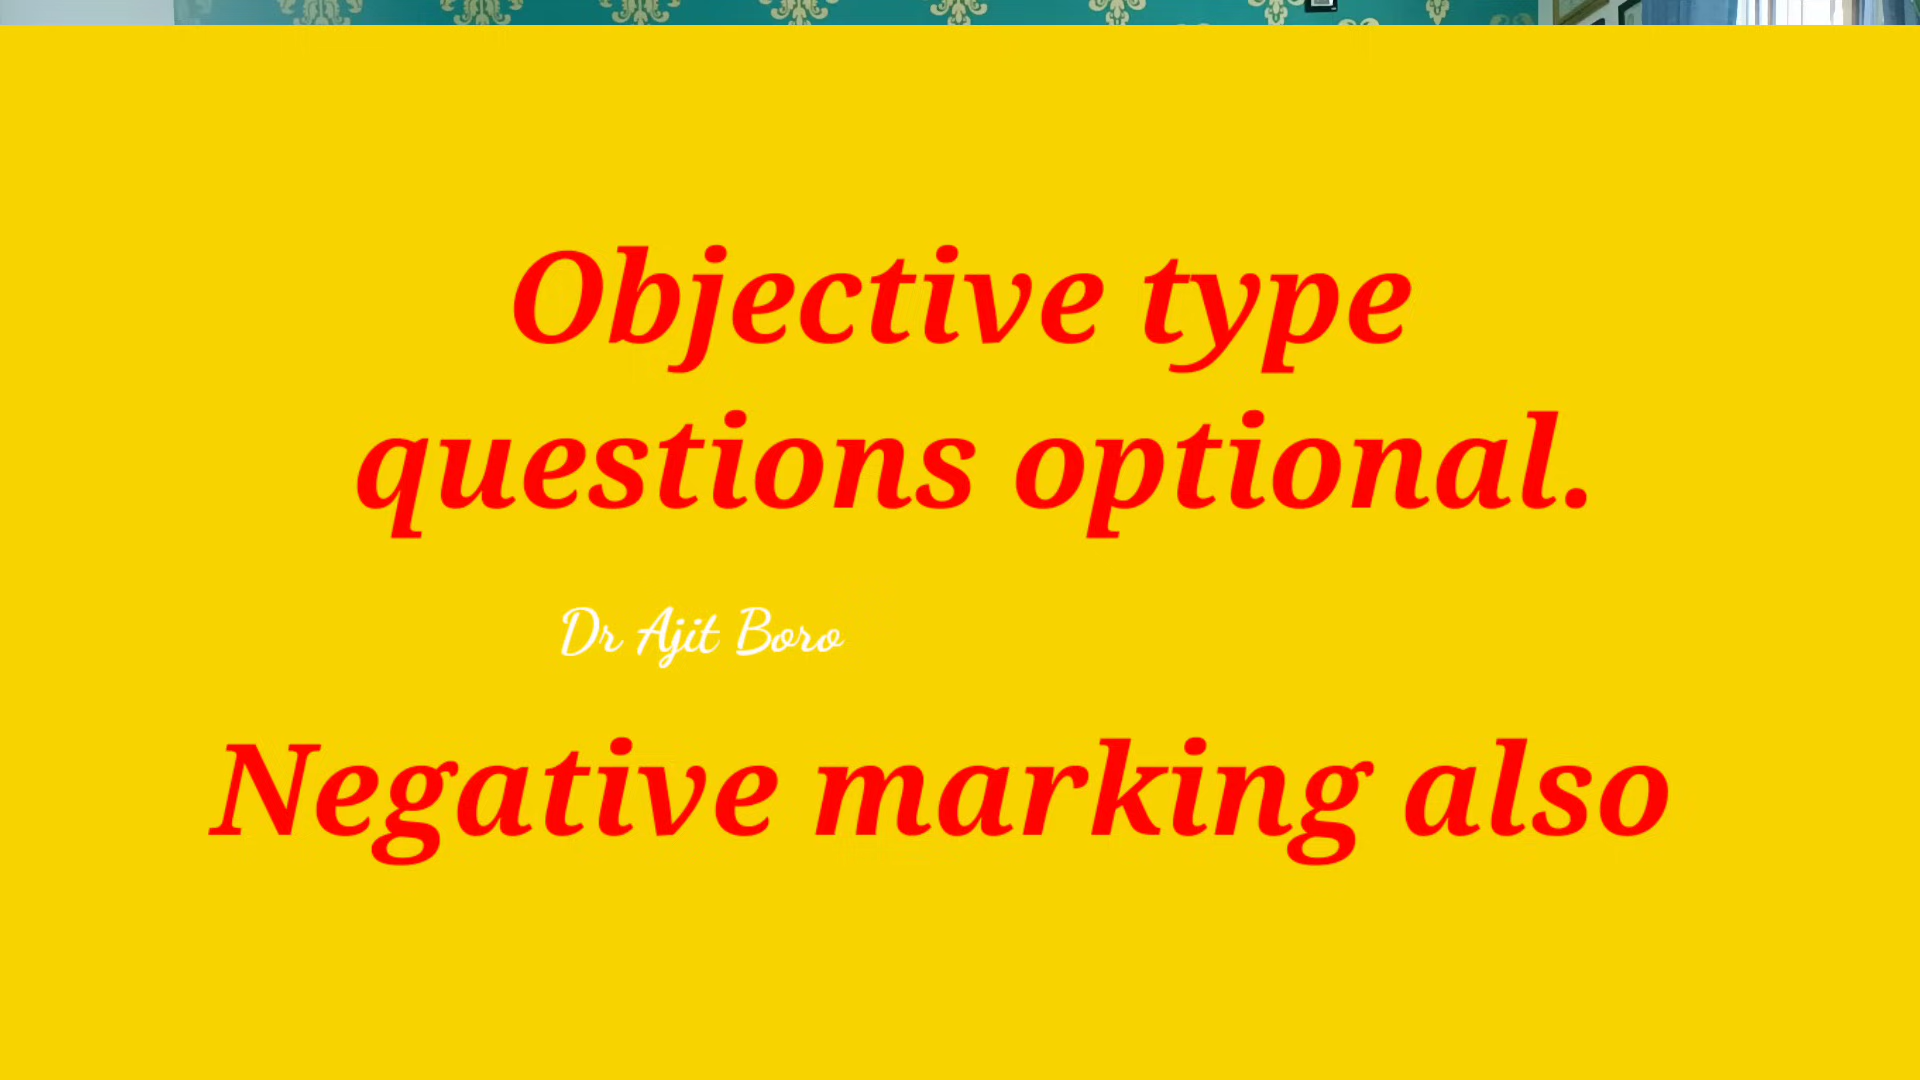 Objective type
questions optional.
Dr Ajit Boro
Negative marking also